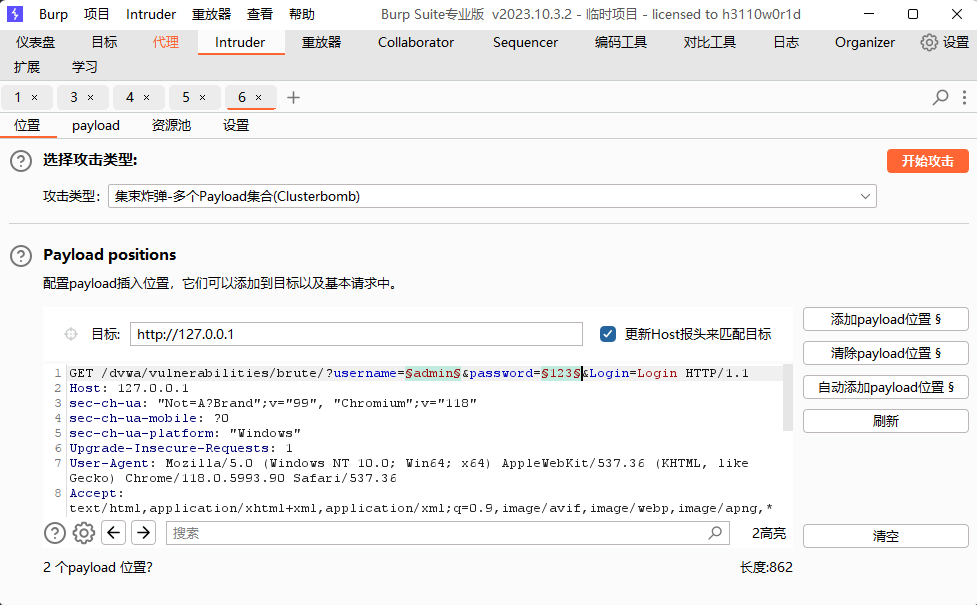 Burp 项目 Intruder 重放器 查看 帮助 Burp Suite专业版 v2023.10.3.2 - 临时项目 - licensed to h3110w0r1d
仪表盘 目标 代理 Intruder 重放器 Collaborator Sequencer 编码工具 对比工具 日志 Organizer 设置
扩展 学习
1 × 3 × 4 × 5 × 6 × +
位置 payload 资源池 设置
? 选择攻击类型: 开始攻击
攻击类型: 集束炸弹-多个Payload集合(Clusterbomb)
? Payload positions
配置payload插入位置，它们可以添加到目标以及基本请求中。
目标: http://127.0.0.1 更新Host报头来匹配目标 添加payload位置 §
清除payload位置 §
自动添加payload位置 §
刷新
1 GET /dvwa/vulnerabilities/brute/?username=§admin§&password=§123§&Login=Login HTTP/1.1
2 Host: 127.0.0.1
3 sec-ch-ua: "Not=A?Brand";v="99", "Chromium";v="118"
4 sec-ch-ua-mobile: ?0
5 sec-ch-ua-platform: "Windows"
6 Upgrade-Insecure-Requests: 1
7 User-Agent: Mozilla/5.0 (Windows NT 10.0; Win64; x64) AppleWebKit/537.36 (KHTML, like
Gecko) Chrome/118.0.5993.90 Safari/537.36
8 Accept:
text/html,application/xhtml+xml,application/xml;q=0.9,image/avif,image/webp,image/apng,*
? 搜索 2高亮 清空
2 个payload 位置? 长度:862